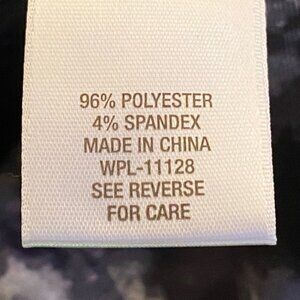 96% POLYESTER
4% SPANDEX
MADE IN CHINA
WPL-11128
SEE REVERSE
FOR CARE